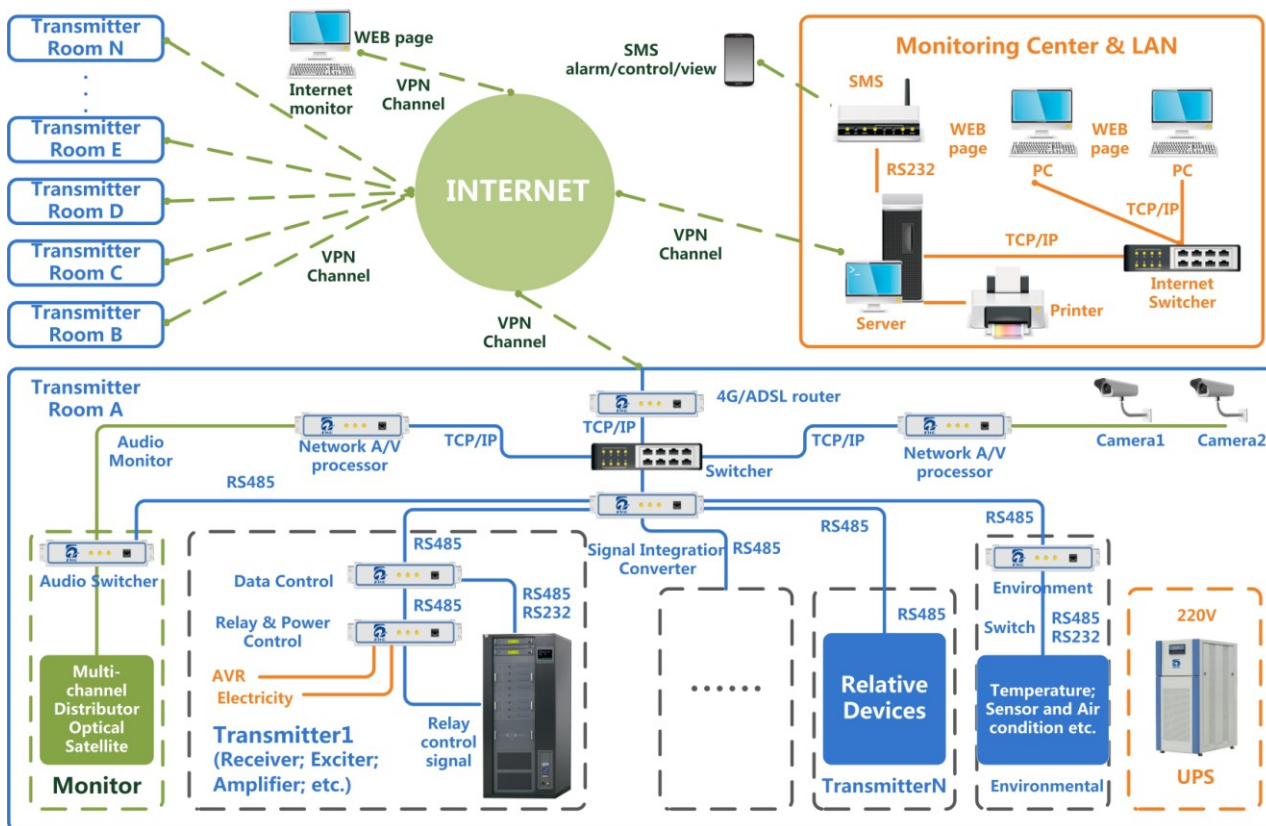 Transmitter
Room N
Transmitter
Room E
Transmitter
Room D
Transmitter
Room C
Transmitter
Room B
VPN
Channel
Internet
monitor
WEB page
VPN
Channel
INTERNET
SMS
alarm/control/view
VPN
Channel
VPN
Channel
Monitoring Center & LAN
SMS
RS232
WEB
page
PC
WEB
page
PC
TCP/IP
TCP/IP
Internet
Switcher
Server
Printer
Transmitter
Room A
4G/ADSL router
TCP/IP
Audio
Monitor
Network A/V
processor
TCP/IP
Switcher
TCP/IP
Network A/V
processor
Camera1
Camera2
RS485
Signal Integration
Converter
RS485
RS485
RS485
Audio Switcher
Multi-
channel
Distributor
Optical
Satellite
Monitor
RS485
Data Control
RS485
RS485
RS232
Relay & Power
Control
AVR
Electricity
Relay
control
signal
Transmitter1
(Receiver; Exciter;
Amplifier; etc.)
......
RS485
Relative
Devices
TransmitterN
Environment
Switch
RS485
RS232
Temperature;
Sensor and Air
condition etc.
Environmental
220V
UPS